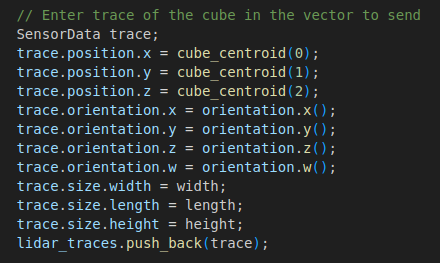 // Enter trace of the cube in the vector to send
SensorData trace;
trace.position.x = cube_centroid(0);
trace.position.y = cube_centroid(1);
trace.position.z = cube_centroid(2);
trace.orientation.x = orientation.x();
trace.orientation.y = orientation.y();
trace.orientation.z = orientation.z();
trace.orientation.w = orientation.w();
trace.size.width = width;
trace.size.length = length;
trace.size.height = height;
lidar_traces.push_back(trace);